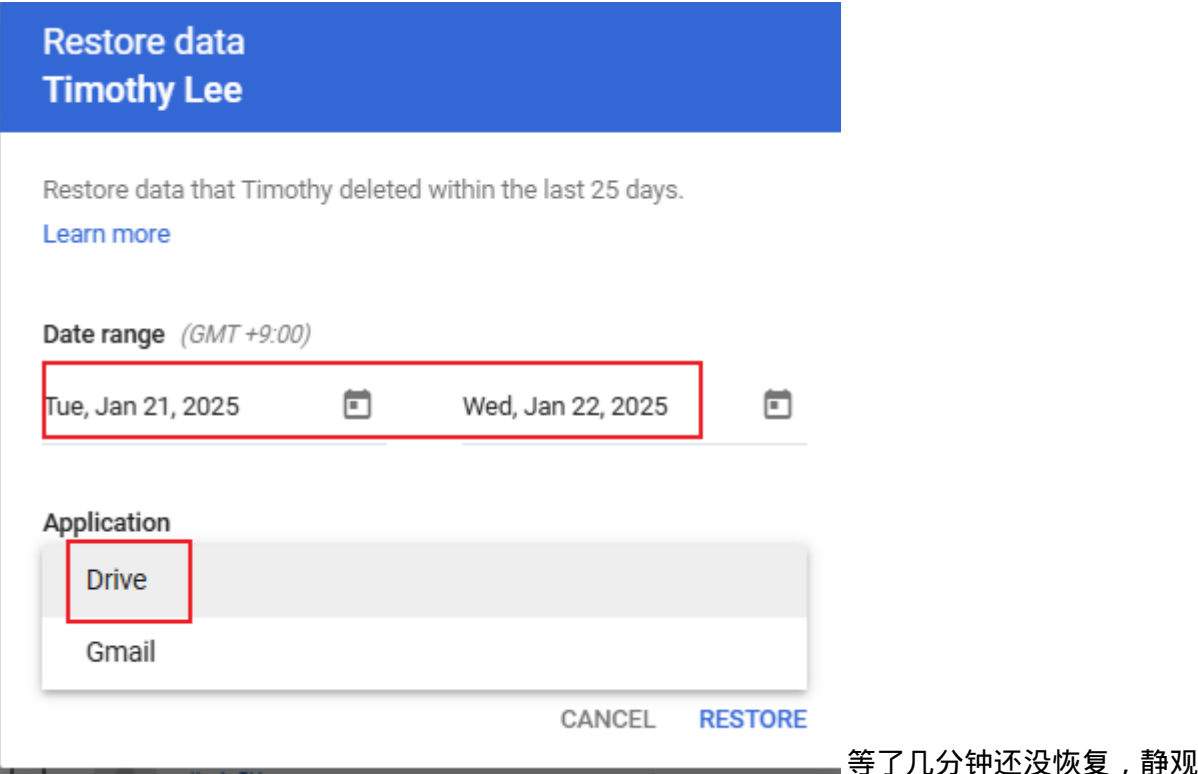 Restore data
Timothy Lee
Restore data that Timothy deleted within the last 25 days.
Learn more
Date range (GMT +9:00)
Tue, Jan 21, 2025 Wed, Jan 22, 2025
Application
Drive
Gmail
CANCEL RESTORE
等了几分钟还没恢复，静观